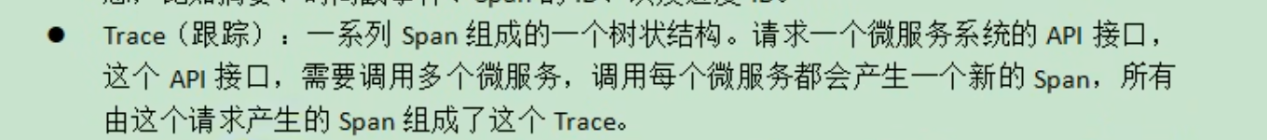 ● Trace（跟踪）：一系列 Span 组成的一个树状结构。请求一个微服务系统的 API 接口，
这个 API 接口，需要调用多个微服务，调用每个微服务都会产生一个新的 Span，所有
由这个请求产生的 Span 组成了这个 Trace。